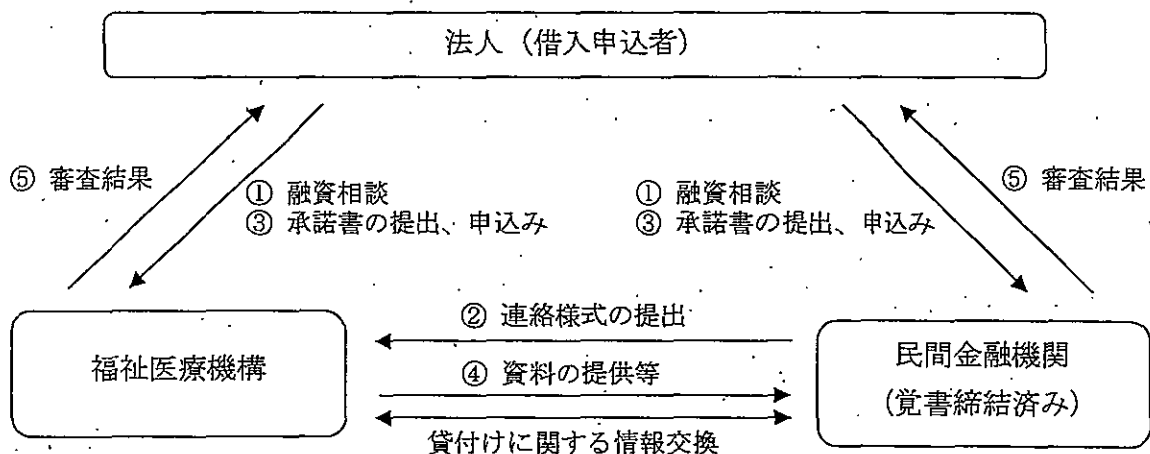 法人（借入申込者）
⑤ 審査結果
① 融資相談
③ 承諾書の提出、申込み
① 融資相談
③ 承諾書の提出、申込み
⑤ 審査結果
② 連絡様式の提出
福祉医療機構
④ 資料の提供等
民間金融機関
（覚書締結済み）
貸付けに関する情報交換